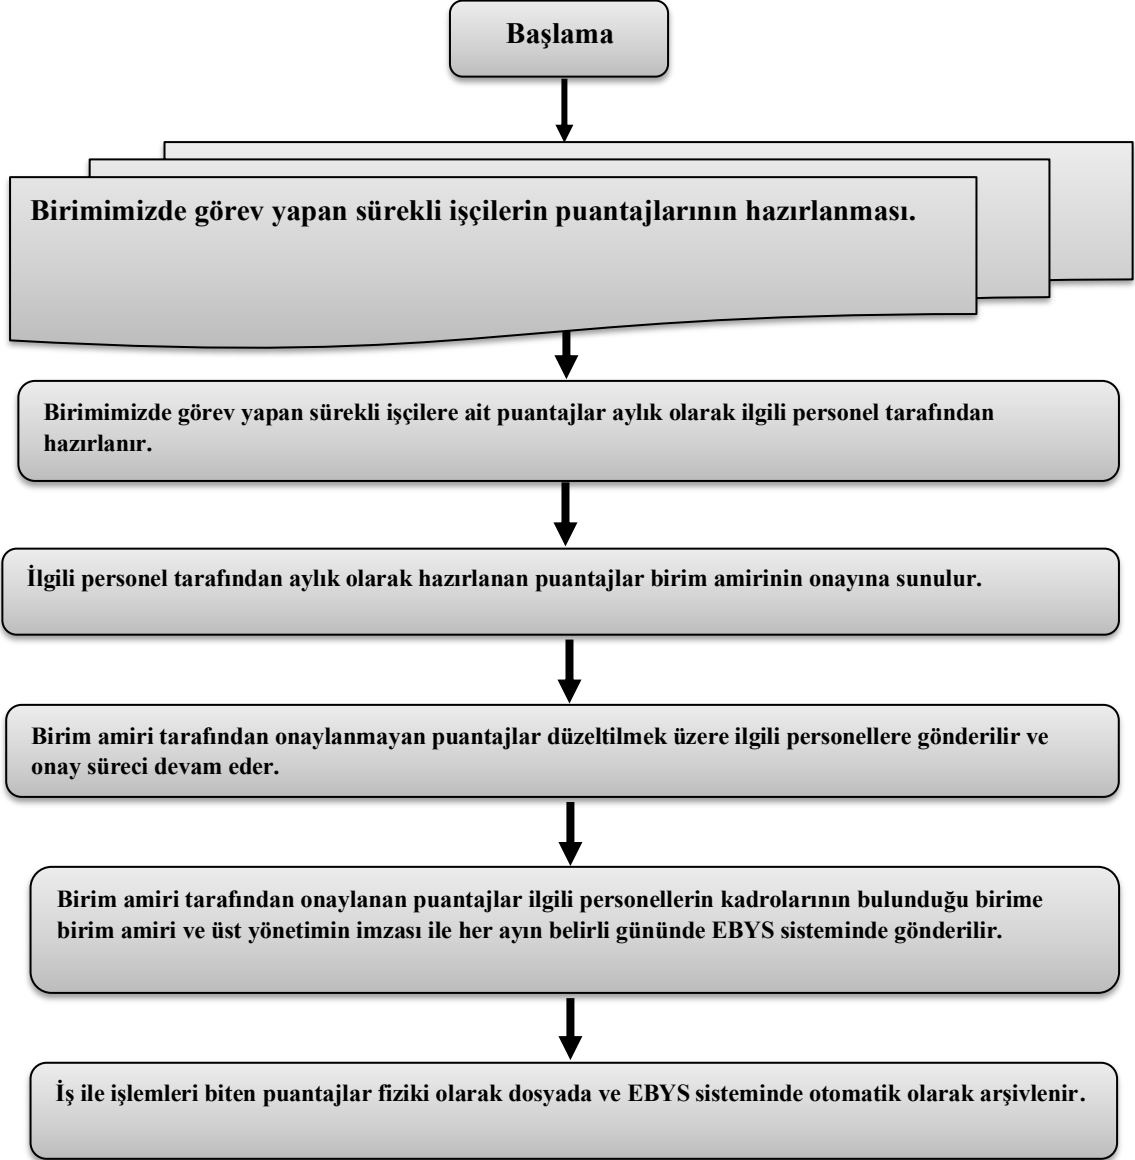 Başlama
Birimimizde görev yapan sürekli işçilerin puantajlarının hazırlanması.
Birimimizde görev yapan sürekli işçilere ait puantajlar aylık olarak ilgili personel tarafından
hazırlanır.
İlgili personel tarafından aylık olarak hazırlanan puantajlar birim amirinin onayına sunulur.
Birim amiri tarafından onaylanmayan puantajlar düzeltilmek üzere ilgili personellere gönderilir ve
onay süreci devam eder.
Birim amiri tarafından onaylanan puantajlar ilgili personellerin kadrolarının bulunduğu birime
birim amiri ve üst yönetimin imzası ile her ayın belirli gününde EBYS sisteminde gönderilir.
İş ile işlemleri biten puantajlar fiziki olarak dosyada ve EBYS sisteminde otomatik olarak arşivlenir.